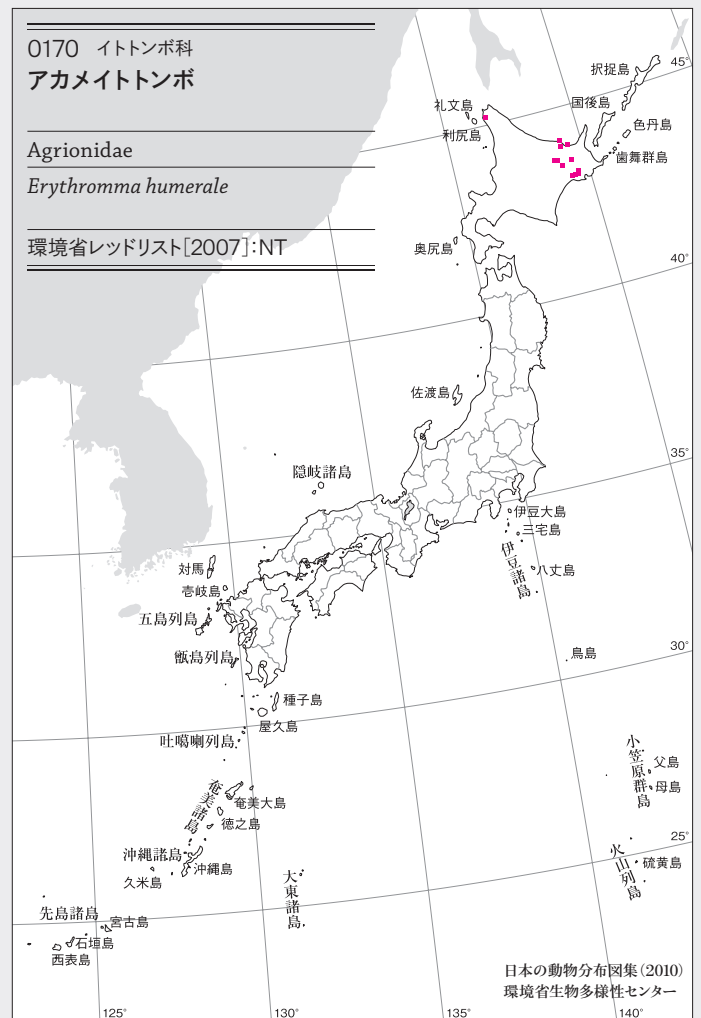 0170 イトトンボ科
アカメイトトンボ
Agrionidae
Erythromma humerale
環境省レッドリスト[2007]:NT
45°
択捉島
国後島
礼文島
色丹島
利尻島
歯舞群島
奥尻島
40°
佐渡島
35°
隠岐諸島
伊豆大島
三宅島
伊豆諸島
八丈島
対馬
壱岐島
五島列島
甑島列島
鳥島
30°
種子島
屋久島
吐噶喇列島
小笠原群島
父島
母島
奄美諸島
奄美大島
徳之島
25°
沖縄諸島
沖縄島
久米島
火山列島
硫黄島
大東諸島
先島諸島
宮古島
石垣島
西表島
日本の動物分布図集(2010)
環境省生物多様性センター
125°
130°
135°
140°